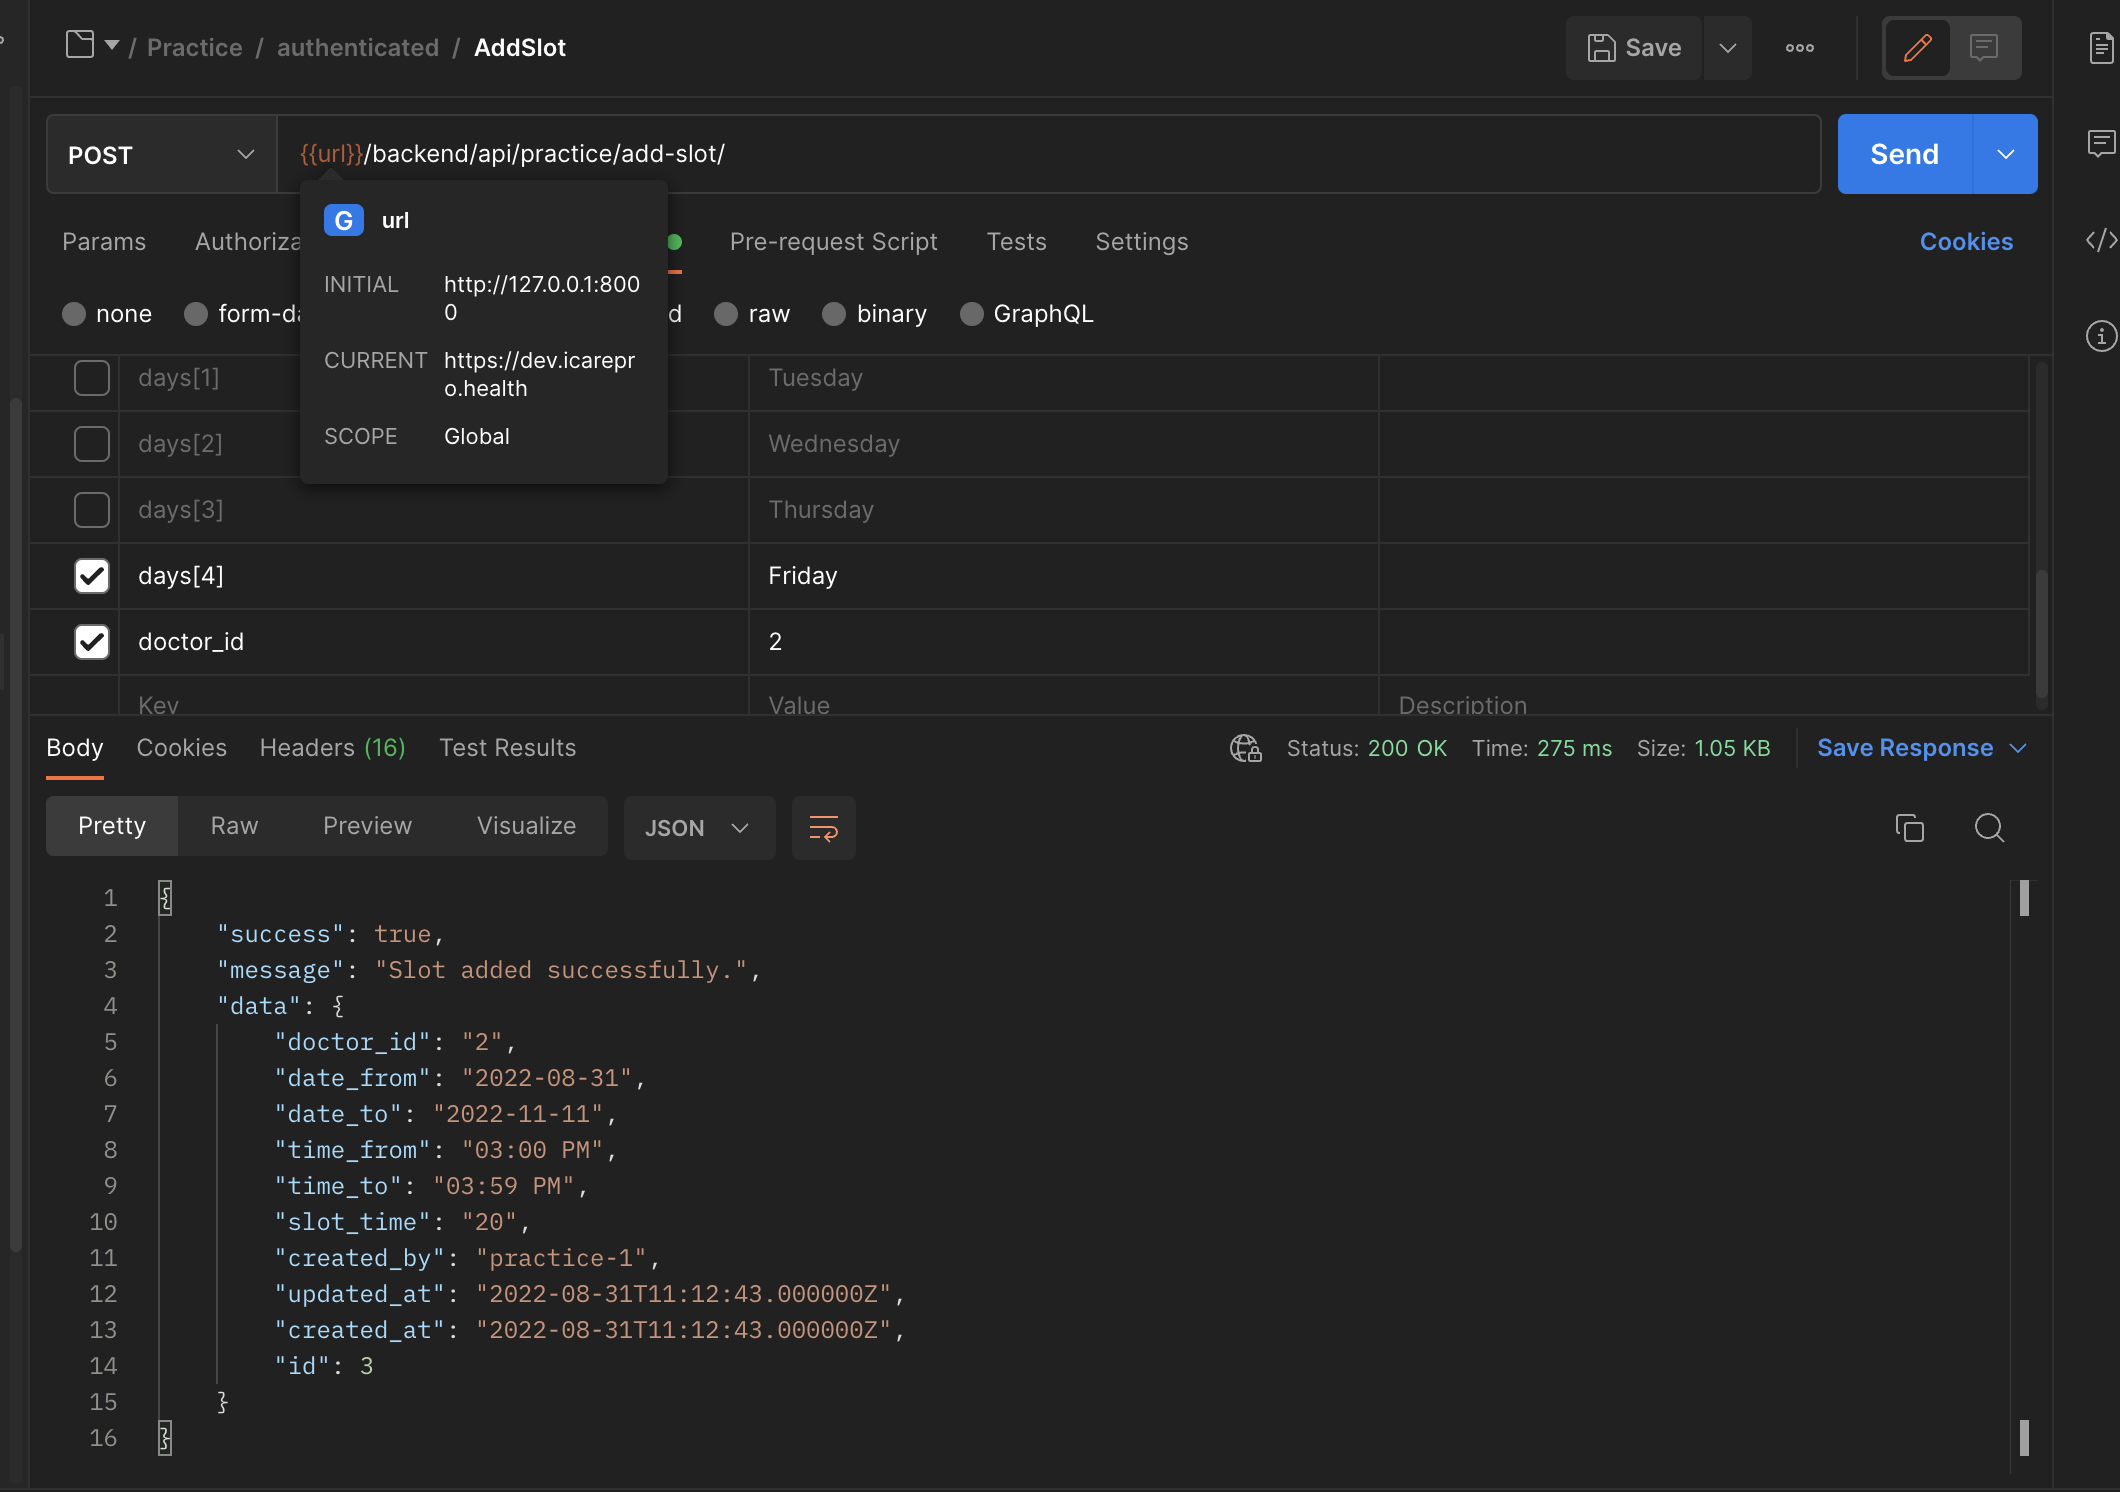 / Practice / authenticated / AddSlot
Save
POST
{{url}}/backend/api/practice/add-slot/
Send
G url
INITIAL http://127.0.0.1:800
0
CURRENT https://dev.icarepr
o.health
SCOPE Global
Params Authoriza Pre-request Script Tests Settings Cookies
none form-da d raw binary GraphQL
days[1] Tuesday
days[2] Wednesday
days[3] Thursday
days[4] Friday
doctor_id 2
Key Value Description
Body Cookies Headers (16) Test Results Status: 200 OK Time: 275 ms Size: 1.05 KB Save Response
Pretty Raw Preview Visualize JSON
1 {
2 "success": true,
3 "message": "Slot added successfully.",
4 "data": {
5 "doctor_id": "2",
6 "date_from": "2022-08-31",
7 "date_to": "2022-11-11",
8 "time_from": "03:00 PM",
9 "time_to": "03:59 PM",
10 "slot_time": "20",
11 "created_by": "practice-1",
12 "updated_at": "2022-08-31T11:12:43.000000Z",
13 "created_at": "2022-08-31T11:12:43.000000Z",
14 "id": 3
15 }
16 }